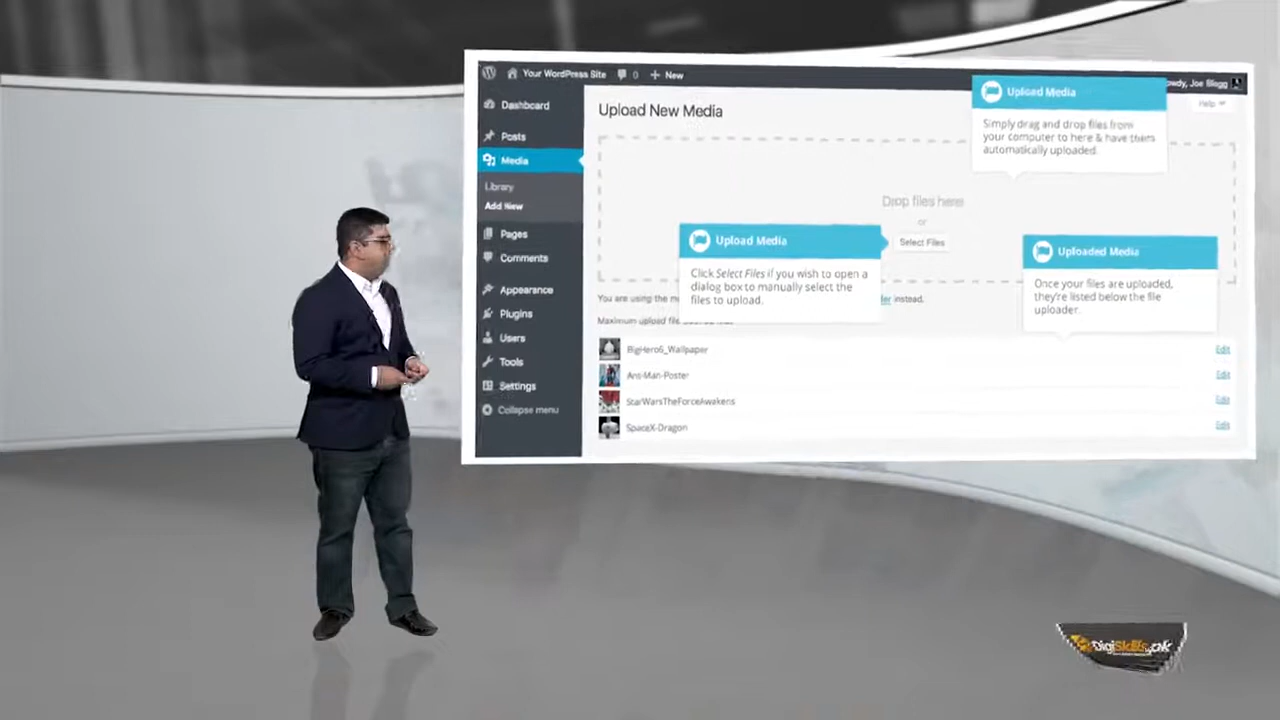 Your WordPress Site 0 New
owdy, Joe Blogg
Help
Dashboard
Posts
Media
Library
Add New
Pages
Comments
Appearance
Plugins
Users
Tools
Settings
Collapse menu
Upload New Media
Upload Media
Simply drag and drop files from
your computer to here & have them
automatically uploaded.
Drop files here
or
Select Files
Upload Media
Click Select Files if you wish to open a
dialog box to manually select the
files to upload.
Uploaded Media
Once your files are uploaded,
they're listed below the file
uploader.
You are using the
instead.
Maximum upload
BigHero6_Wallpaper Edit
Ant-Man-Poster Edit
StarWarsTheForceAwakens Edit
SpaceX-Dragon Edit
DigiSkills.pk